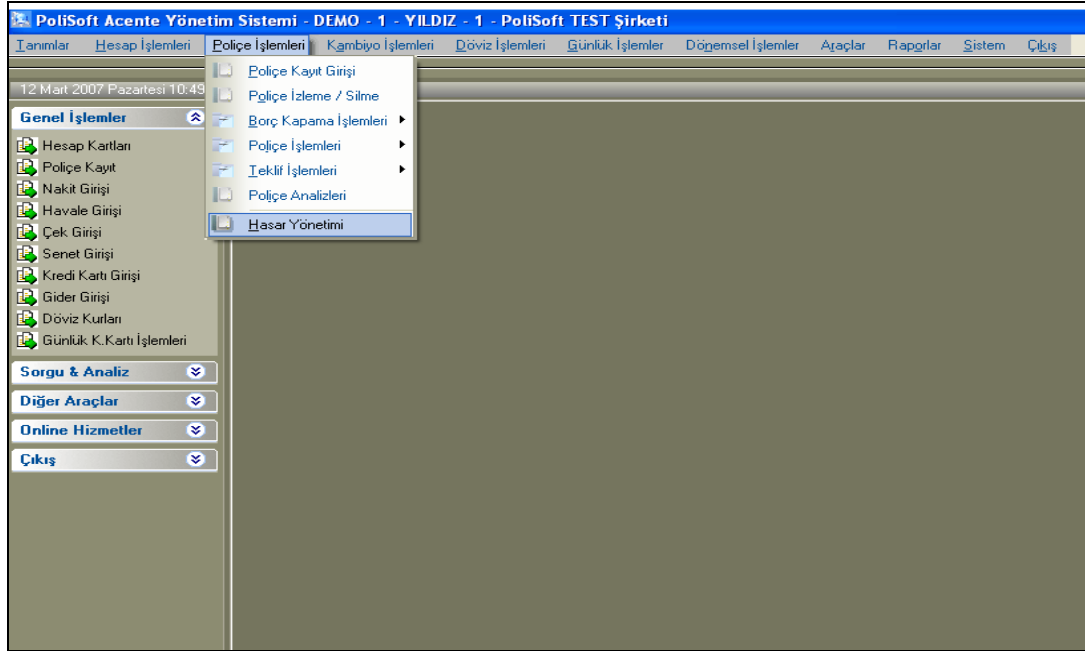 PoliSoft Acente Yönetim Sistemi - DEMO - 1 - YILDIZ - 1 - PoliSoft TEST Şirketi
Tanımlar Hesap İşlemleri Poliçe İşlemleri Kambiyo İşlemleri Döviz İşlemleri Günlük İşlemler Dönemsel İşlemler Araçlar Raporlar Sistem Çıkış
12 Mart 2007 Pazartesi 10:49
Poliçe Kayıt Girişi
Poliçe İzleme / Silme
Borç Kapama İşlemleri
Poliçe İşlemleri
Teklif İşlemleri
Poliçe Analizleri
Hasar Yönetimi
Genel İşlemler
Hesap Kartları
Poliçe Kayıt
Nakit Girişi
Havale Girişi
Çek Girişi
Senet Girişi
Kredi Kartı Girişi
Gider Girişi
Döviz Kurları
Günlük K.Kartı İşlemleri
Sorgu & Analiz
Diğer Araçlar
Online Hizmetler
Çıkış